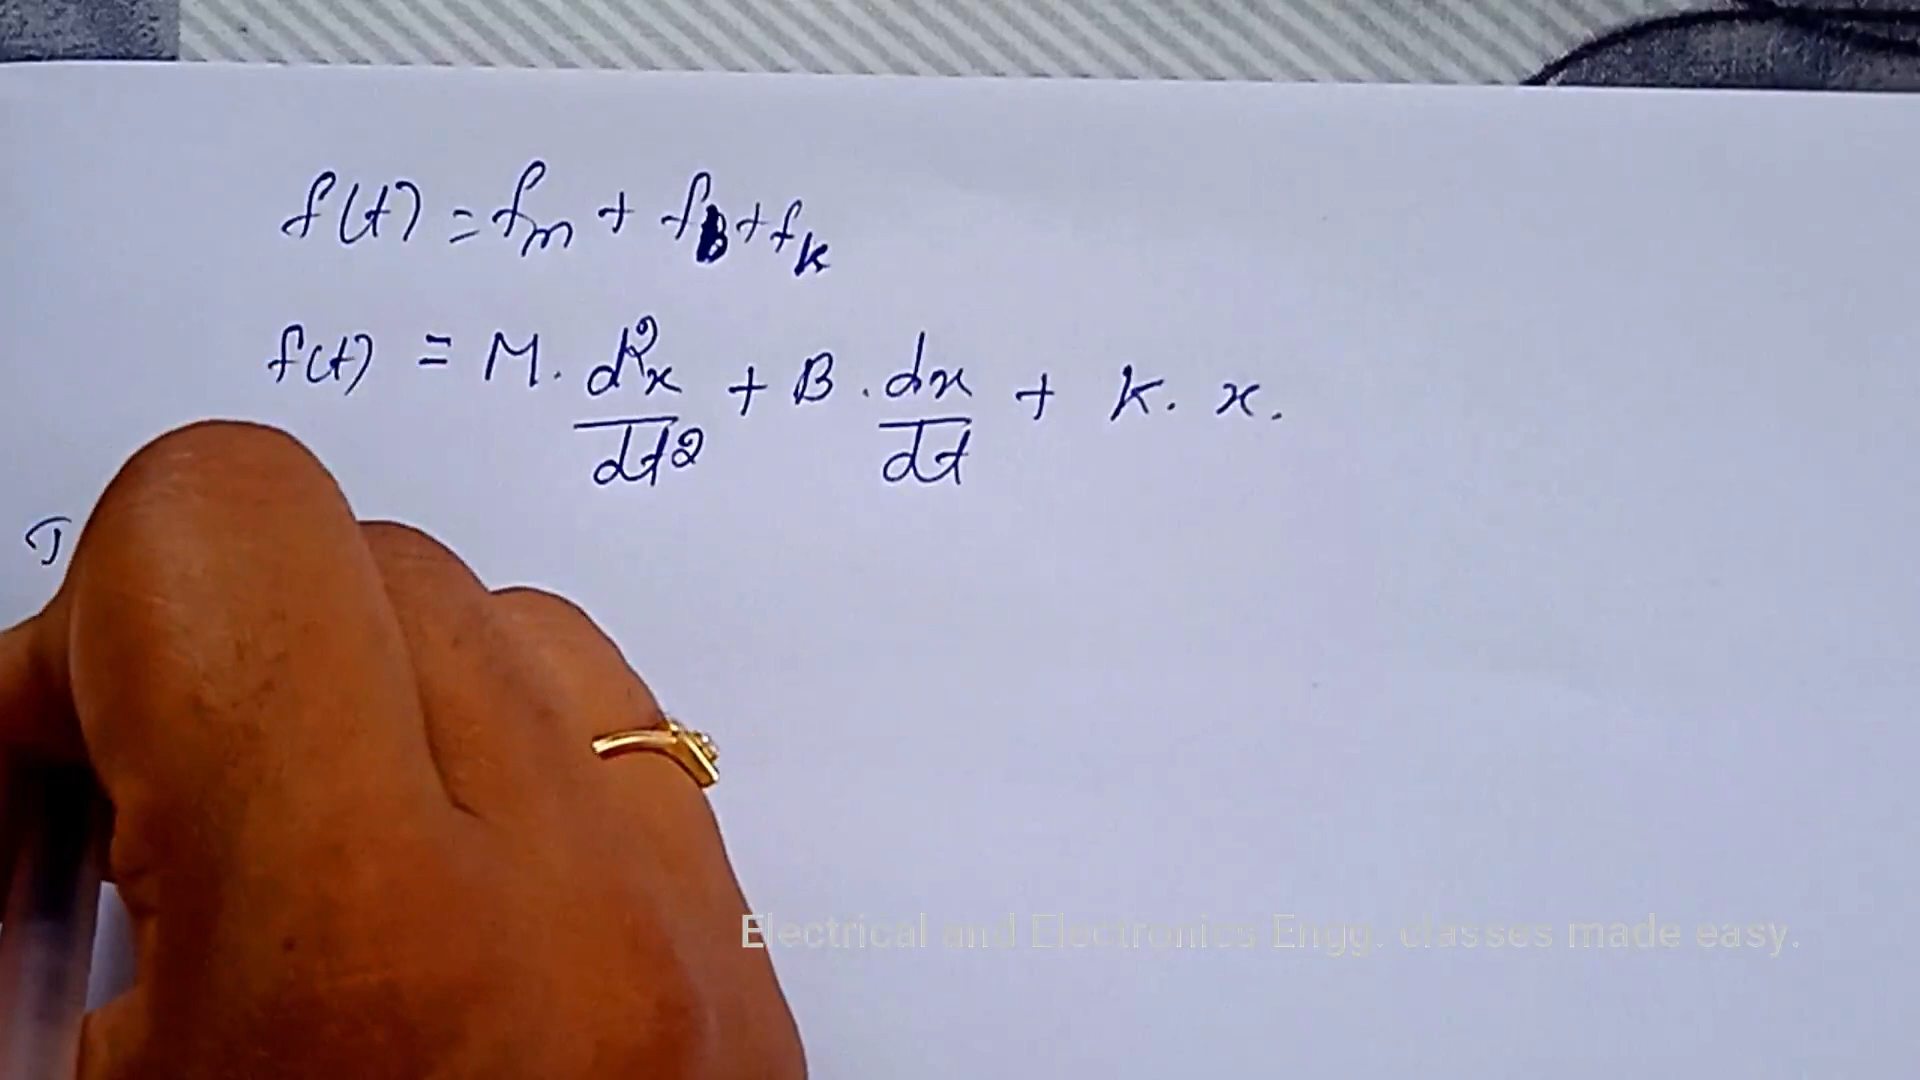 f(t) = fm + fB + fk
f(t) = M. d²x/dt² + B. dx/dt + K. x.
T
Electrical and Electronics Engg. classes made easy.